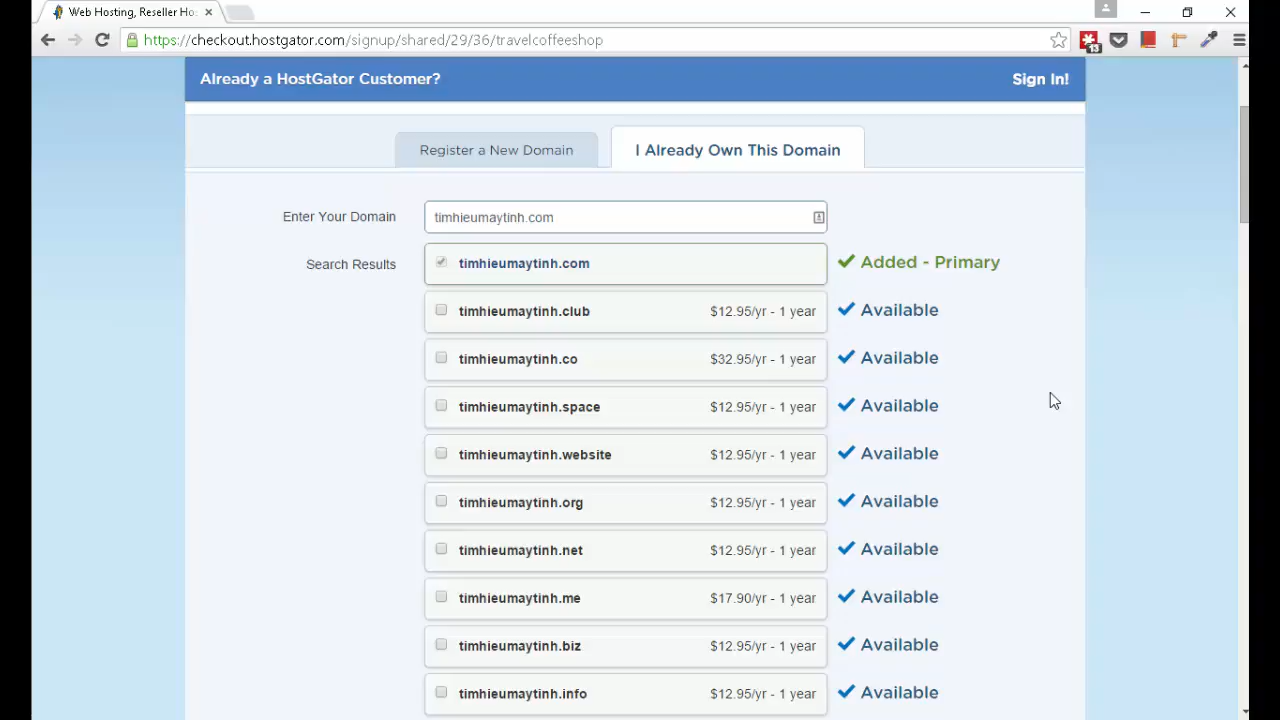 Web Hosting, Reseller Ho
https://checkout.hostgator.com/signup/shared/29/36/travelcoffeeshop
13
Already a HostGator Customer? Sign In!
Register a New Domain I Already Own This Domain
Enter Your Domain timhieumaytinh.com
Search Results timhieumaytinh.com Added - Primary
timhieumaytinh.club $12.95/yr - 1 year Available
timhieumaytinh.co $32.95/yr - 1 year Available
timhieumaytinh.space $12.95/yr - 1 year Available
timhieumaytinh.website $12.95/yr - 1 year Available
timhieumaytinh.org $12.95/yr - 1 year Available
timhieumaytinh.net $12.95/yr - 1 year Available
timhieumaytinh.me $17.90/yr - 1 year Available
timhieumaytinh.biz $12.95/yr - 1 year Available
timhieumaytinh.info $12.95/yr - 1 year Available